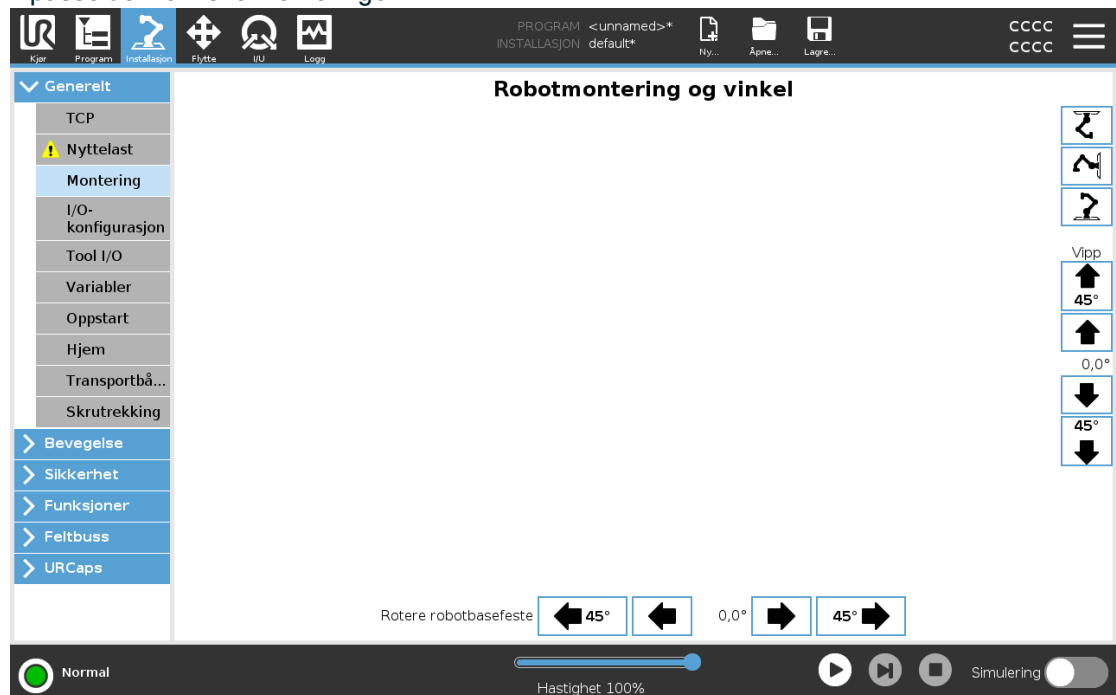 PROGRAM <unnamed>*
INSTALLASJON default*
CCCC
CCCC
Kjør Program Installasjon Flytte I/U Logg Ny... Åpne... Lagre...
Generelt
TCP
Nyttelast
Montering
I/O-
konfigurasjon
Tool I/O
Variabler
Oppstart
Hjem
Transportbå...
Skrutrekking
Bevegelse
Sikkerhet
Funksjoner
Feltbuss
URCaps
Robotmontering og vinkel
Vipp
45°
0,0°
45°
Rotere robotbasefeste 45° 0,0° 45°
Normal
Hastighet 100%
Simulering